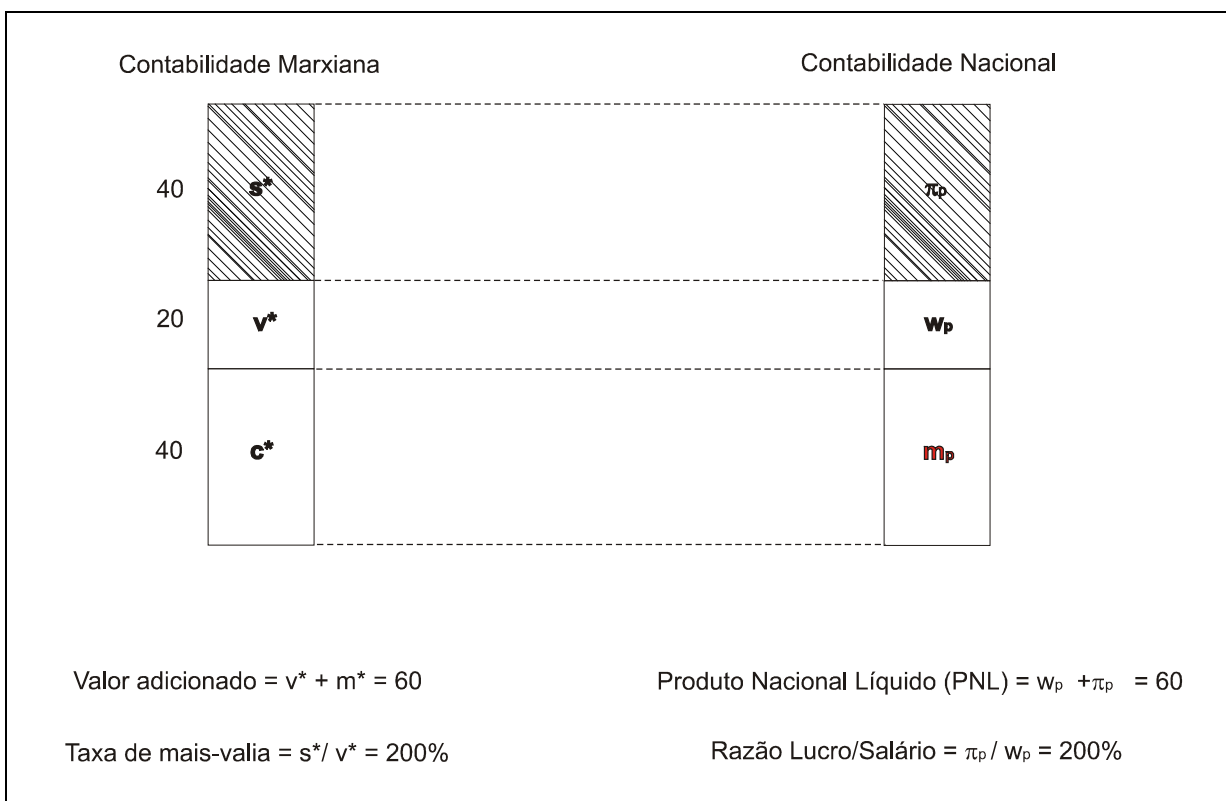 Contabilidade Marxiana Contabilidade Nacional
40 s* πp
20 v* wp
40 c* mp
Valor adicionado = v* + m* = 60 Produto Nacional Líquido (PNL) = wp +πp = 60
Taxa de mais-valia = s*/ v* = 200% Razão Lucro/Salário = πp / wp = 200%